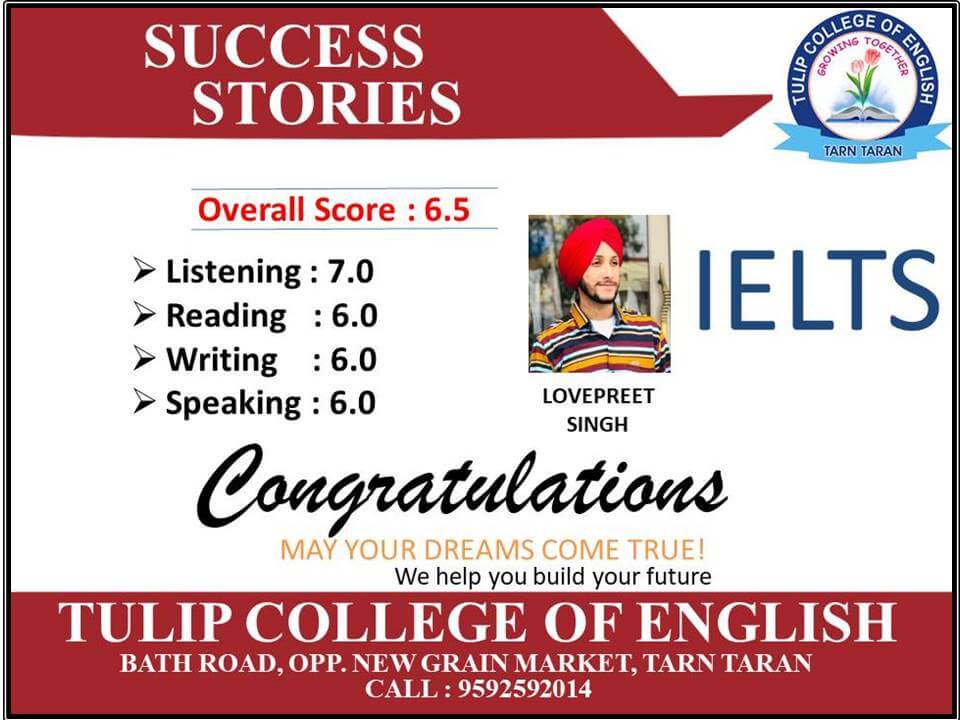 SUCCESS
STORIES
TULIP COLLEGE OF ENGLISH
GROWING TOGETHER
TARN TARAN
Overall Score : 6.5
➢ Listening : 7.0
➢ Reading : 6.0
➢ Writing : 6.0
➢ Speaking : 6.0
IELTS
LOVEPREET
SINGH
Congratulations
MAY YOUR DREAMS COME TRUE!
We help you build your future
TULIP COLLEGE OF ENGLISH
BATH ROAD, OPP. NEW GRAIN MARKET, TARN TARAN
CALL : 9592592014